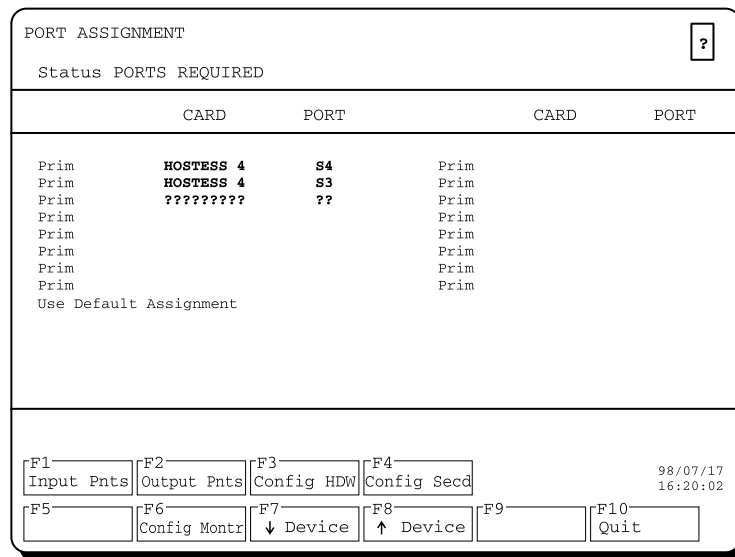 PORT ASSIGNMENT
?
Status PORTS REQUIRED
CARD PORT CARD PORT
Prim HOSTESS 4 S4 Prim
Prim HOSTESS 4 S3 Prim
Prim ????????? ?? Prim
Prim Prim
Prim Prim
Prim Prim
Prim Prim
Prim Prim
Use Default Assignment
F1 F2 F3 F4
Input Pnts Output Pnts Config HDW Config Secd
98/07/17
16:20:02
F5 F6 F7 F8 F9 F10
Config Montr ↓ Device ↑ Device Quit